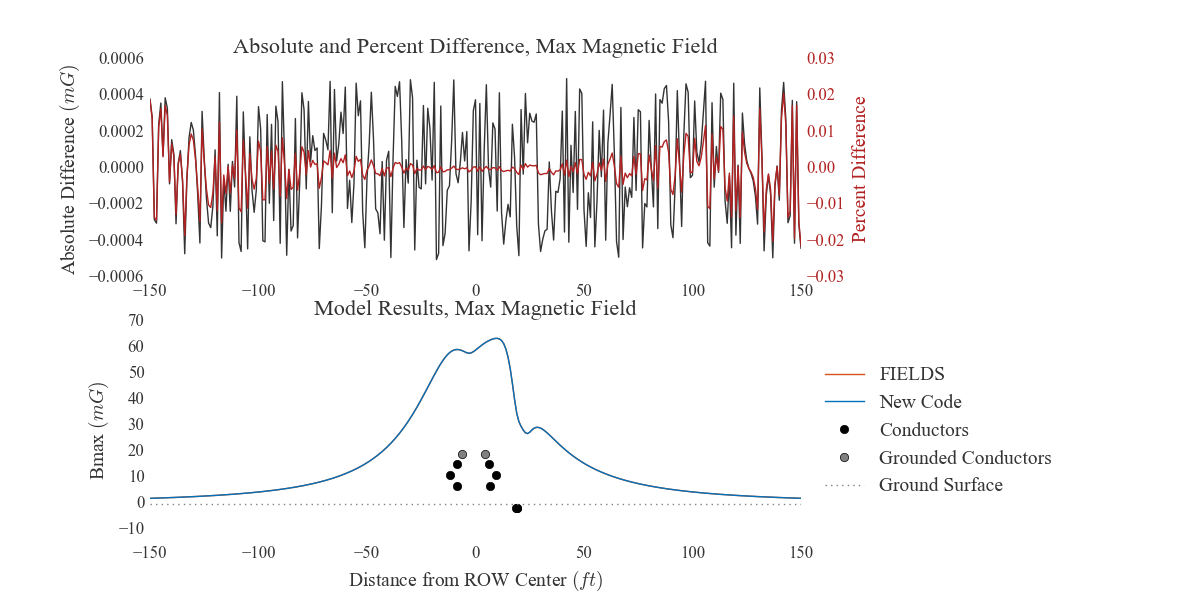 Absolute and Percent Difference, Max Magnetic Field
0.0006
0.0004
0.0002
0.0000
−0.0002
−0.0004
−0.0006
Absolute Difference (mG)
0.03
0.02
0.01
0.00
−0.01
−0.02
−0.03
Percent Difference
−150 −100 −50 0 50 100 150
Model Results, Max Magnetic Field
70
60
50
40
30
20
10
0
−10
Bmax (mG)
−150 −100 −50 0 50 100 150
Distance from ROW Center (ft)
FIELDS
New Code
Conductors
Grounded Conductors
Ground Surface